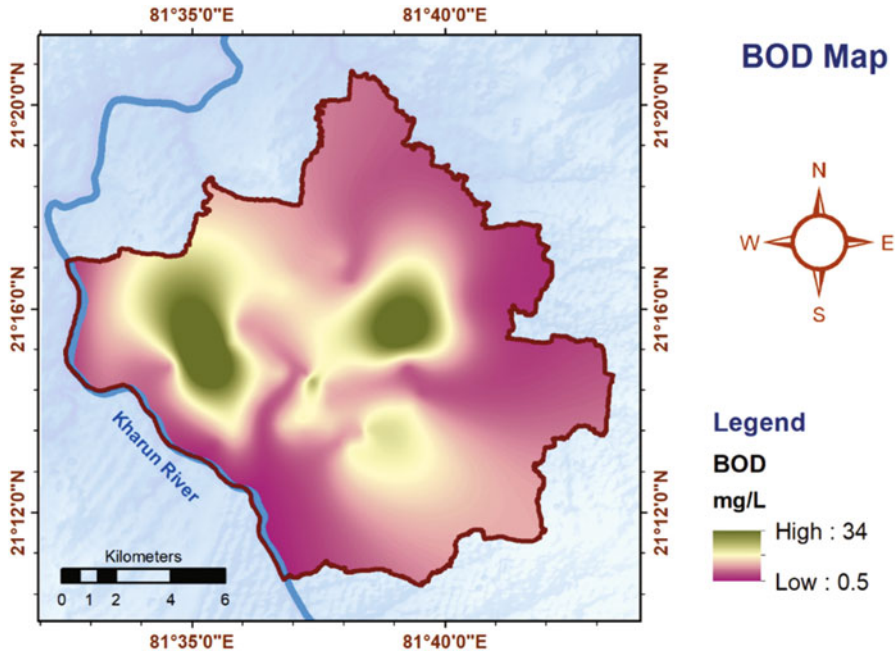 81°35'0"E 81°40'0"E
BOD Map
21°20'0"N 21°20'0"N
N
W E
S
21°16'0"N 21°16'0"N
Kharun River
Legend
BOD
mg/L
High : 34
Low : 0.5
21°12'0"N 21°12'0"N
Kilometers
0 1 2 4 6
81°35'0"E 81°40'0"E